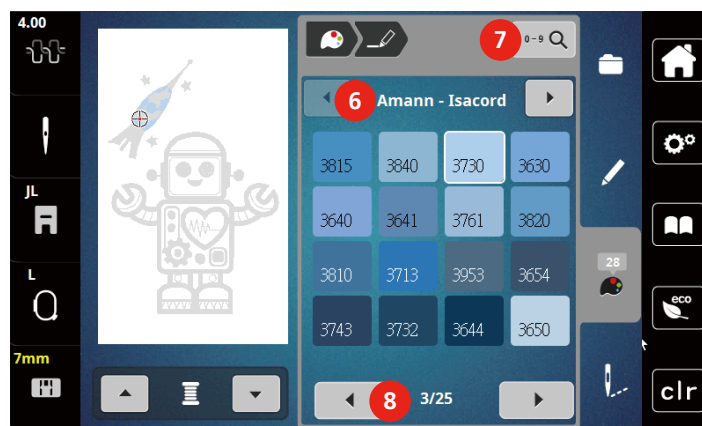 4.00
7
0-9
6
Amann - Isacord
3815 3840 3730 3630
JL
3640 3641 3761 3820
28
3810 3713 3953 3654
L
eco
3743 3732 3644 3650
7mm
8
3/25
clr